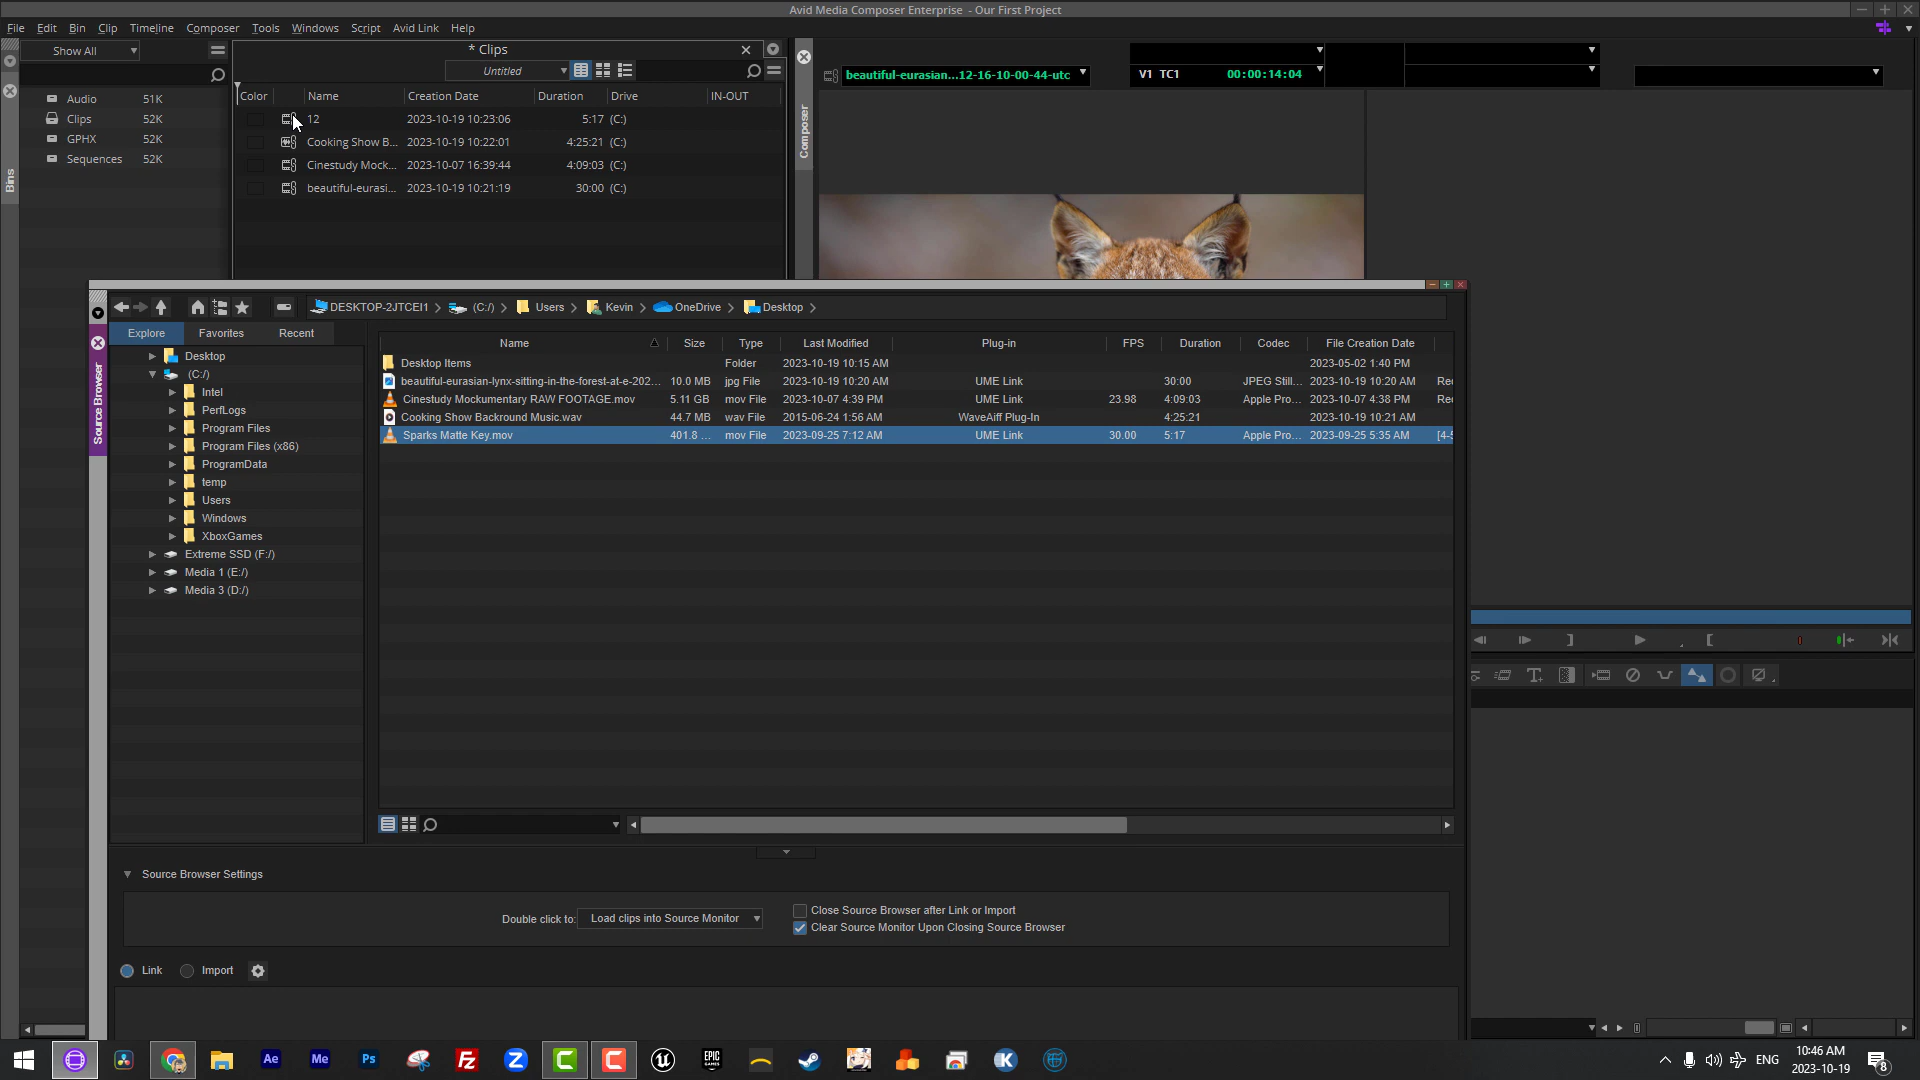 Avid Media Composer Enterprise - Our First Project
File Edit Bin Clip Timeline Composer Tools Windows Script Avid Link Help
Show All
Audio 51K
Clips 52K
GPHX 52K
Sequences 52K
Bins
* Clips
Untitled
Color Name Creation Date Duration Drive IN-OUT
12 2023-10-19 10:23:06 5:17 (C:)
Cooking Show B... 2023-10-19 10:22:01 4:25:21 (C:)
Cinestudy Mock... 2023-10-07 16:39:44 4:09:03 (C:)
beautiful-eurasi... 2023-10-19 10:21:19 30:00 (C:)
Composer
beautiful-eurasian...12-16-10-00-44-utc
V1 TC1 00:00:14:04
DESKTOP-2JTCEI1 (C:/) Users Kevin OneDrive Desktop
Source Browser
Explore Favorites Recent
Desktop
(C:/)
Intel
PerfLogs
Program Files
Program Files (x86)
ProgramData
temp
Users
Windows
XboxGames
Extreme SSD (F:/)
Media 1 (E:/)
Media 3 (D:/)
Name Size Type Last Modified Plug-in FPS Duration Codec File Creation Date
Desktop Items Folder 2023-10-19 10:15 AM 2023-05-02 1:40 PM
beautiful-eurasian-lynx-sitting-in-the-forest-at-e-202... 10.0 MB jpg File 2023-10-19 10:20 AM UME Link 30:00 JPEG Still... 2023-10-19 10:20 AM Rec
Cinestudy Mockumentary RAW FOOTAGE.mov 5.11 GB mov File 2023-10-07 4:39 PM UME Link 23.98 4:09:03 Apple Pro... 2023-10-07 4:38 PM Rec
Cooking Show Backround Music.wav 44.7 MB wav File 2015-06-24 1:56 AM WaveAiff Plug-In 4:25:21 2023-10-19 10:21 AM
Sparks Matte Key.mov 401.8 ... mov File 2023-09-25 7:12 AM UME Link 30.00 5:17 Apple Pro... 2023-09-25 5:35 AM [4-5
Source Browser Settings
Double click to: Load clips into Source Monitor
Close Source Browser after Link or Import
Clear Source Monitor Upon Closing Source Browser
Link Import
Ae Me Ps Fz Z C C EPIC GAMES K
ENG
10:46 AM
2023-10-19
8